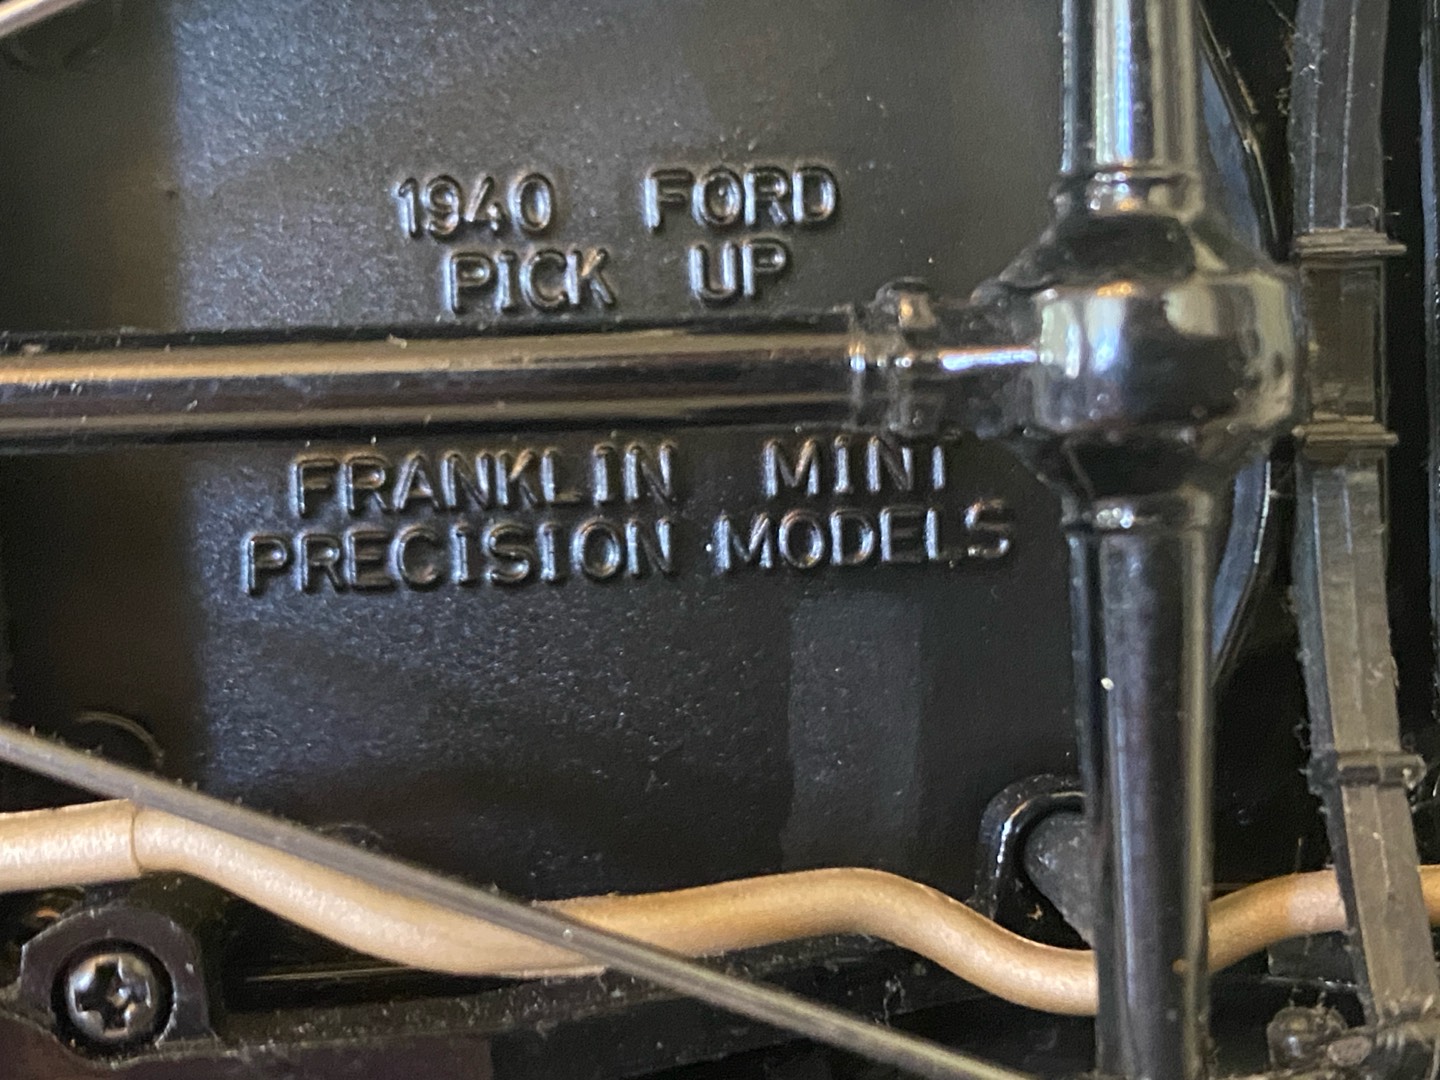 1940 FORD
PICK UP
FRANKLIN MINT
PRECISION MODELS